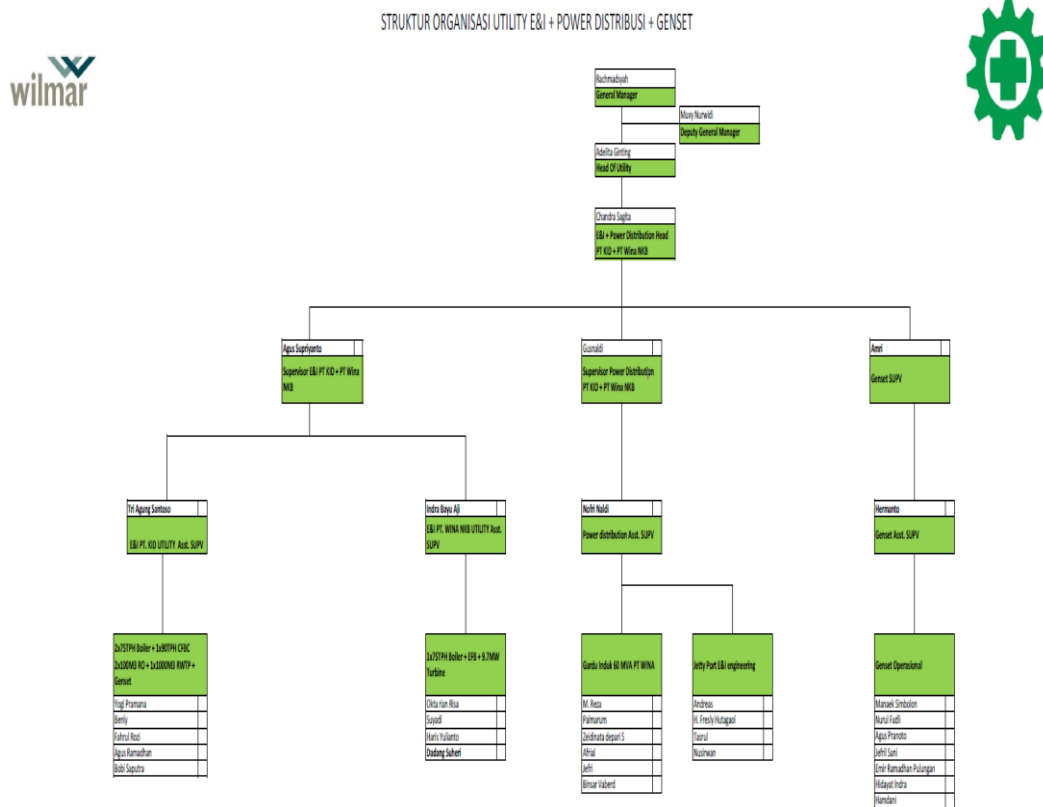 STRUKTUR ORGANISASI UTILITY E&I + POWER DISTRIBUSI + GENSET
wilmar
Rachmadsyah
General Manager
Muvy Nurwidi
Deputy General Manager
Adelita Ginting
Head Of Utility
Chandra Sagita
E&I + Power Distribution Head
PT KID + PT Wina NKB
Agus Supriyanto
Supervisor E&I PT KID + PT Wina
NKB
Gusnaldi
Supervisor Power Distribution
PT KID + PT Wina NKB
Amri
Genset SUPV
Tri Agung Santoso
E&I PT. KID UTILITY Asst. SUPV
Indra Bayu Aji
E&I PT. WINA NKB UTILITY Asst.
SUPV
Nofri Naldi
Power distribution Asst. SUPV
Hermanto
Genset Asst. SUPV
2x75TPH Boiler + 1x90TPH CFBC
2x100M3 RO + 1x1000M3 RWTP +
Genset
Yogi Pramana
Benly
Fahrul Rozi
Agus Ramadhan
Bobi Saputra
1x75TPH Boiler + EFB + 9.7MW
Turbine
Okta rian Risa
Suyadi
Haris Yulianto
Dadang Suheri
Gardu Induk 60 MVA PT WINA
M. Reza
Palmarum
Zeidinata depari S
Afrial
Jefri
Binsar Vaberd
Jetty Port E&I engineering
Andreas
H. Fresly Hutagaol
Tasrul
Nusirwan
Genset Operasional
Manaek Simbolon
Nurul Fadli
Agus Pranoto
Jefril Sani
Emir Ramadhan Pulungan
Hidayat Indra
Hamdani